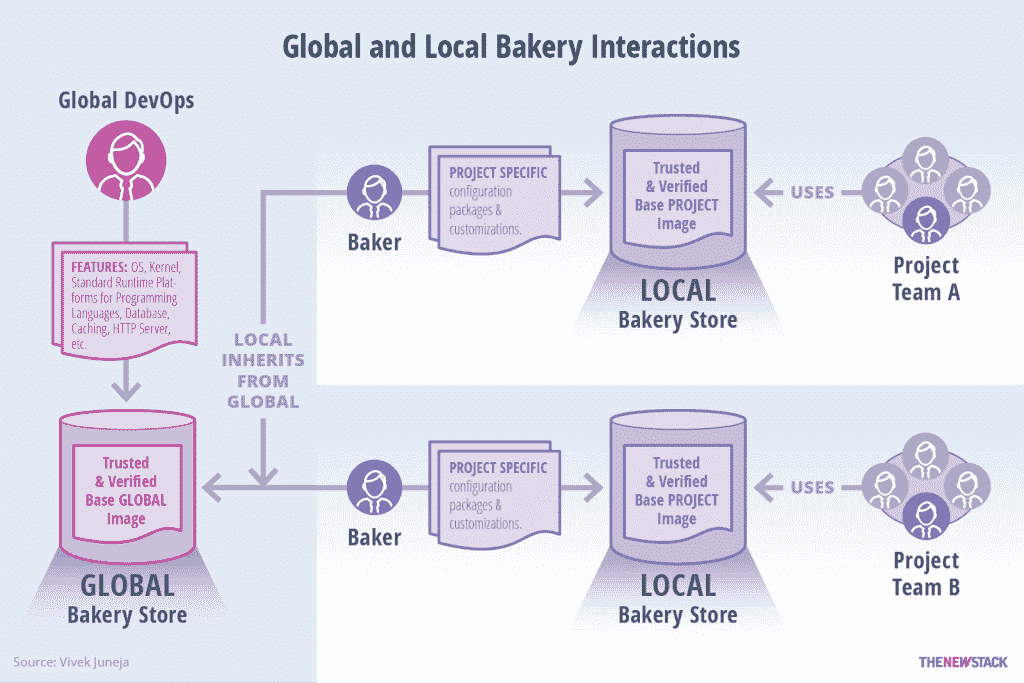 Global and Local Bakery Interactions
Global DevOps
FEATURES: OS, Kernel,
Standard Runtime Plat-
forms for Programming
Languages, Database,
Caching, HTTP Server,
etc.
Trusted
& Verified
Base GLOBAL
Image
GLOBAL
Bakery Store
LOCAL
INHERITS
FROM
GLOBAL
Baker
PROJECT SPECIFIC
configuration
packages &
customizations.
Trusted
& Verified
Base PROJECT
Image
LOCAL
Bakery Store
USES
Project
Team A
Baker
PROJECT SPECIFIC
configuration
packages &
customizations.
Trusted
& Verified
Base PROJECT
Image
LOCAL
Bakery Store
USES
Project
Team B
Source: Vivek Juneja
THENEWSTACK